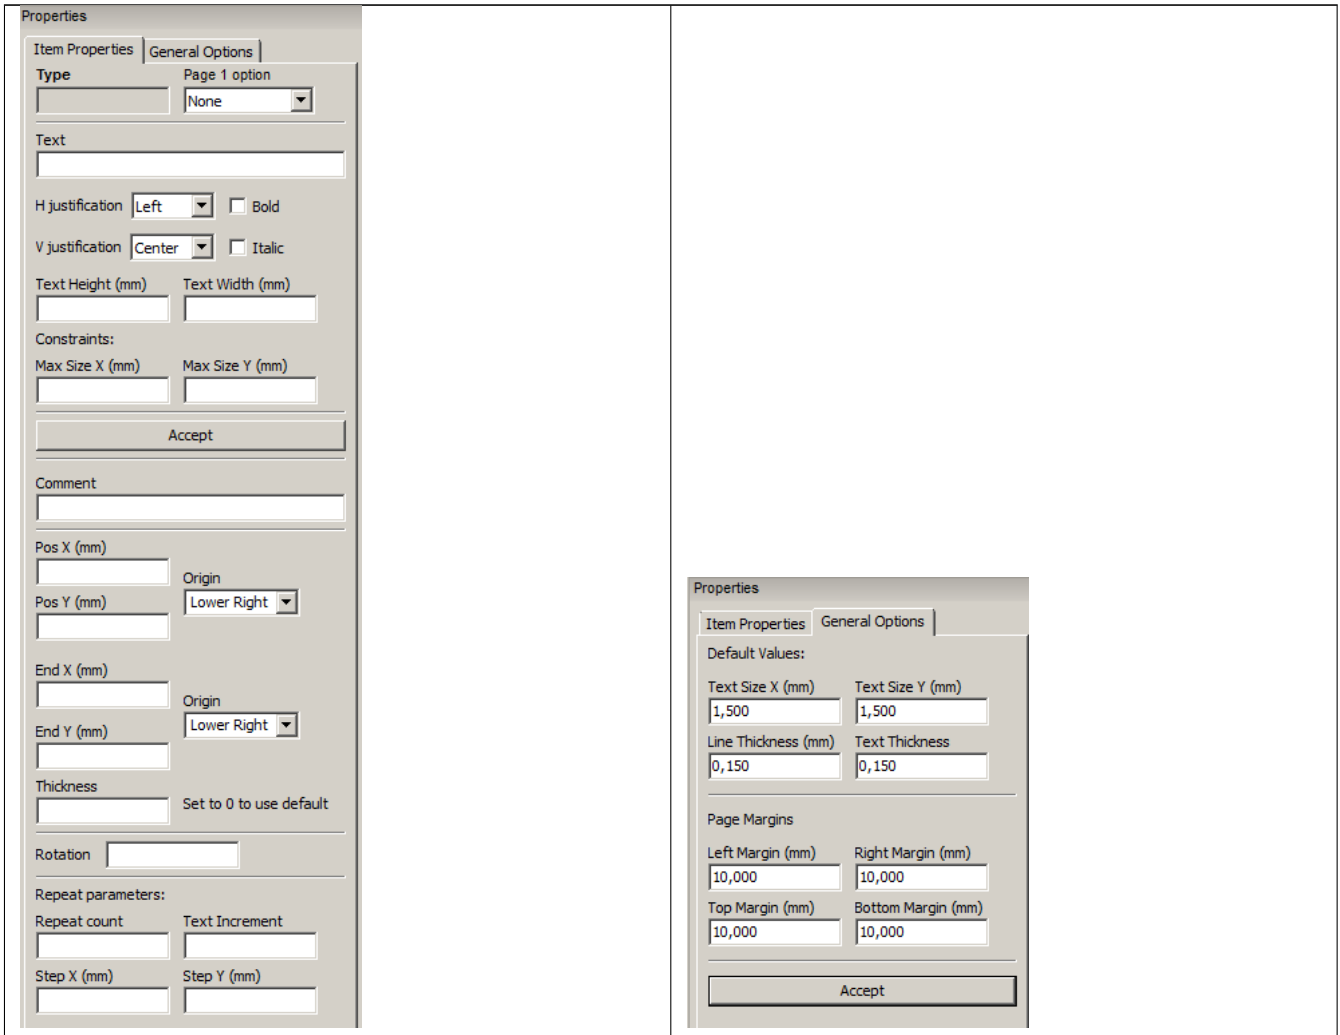 Properties
Item Properties General Options
Type Page 1 option
None
Text
H justification Left Bold
V justification Center Italic
Text Height (mm) Text Width (mm)
Constraints:
Max Size X (mm) Max Size Y (mm)
Accept
Comment
Pos X (mm)
Origin
Pos Y (mm) Lower Right
End X (mm)
Origin
End Y (mm) Lower Right
Thickness
Set to 0 to use default
Rotation
Repeat parameters:
Repeat count Text Increment
Step X (mm) Step Y (mm)
Properties
Item Properties General Options
Default Values:
Text Size X (mm) Text Size Y (mm)
1,500 1,500
Line Thickness (mm) Text Thickness
0,150 0,150
Page Margins
Left Margin (mm) Right Margin (mm)
10,000 10,000
Top Margin (mm) Bottom Margin (mm)
10,000 10,000
Accept